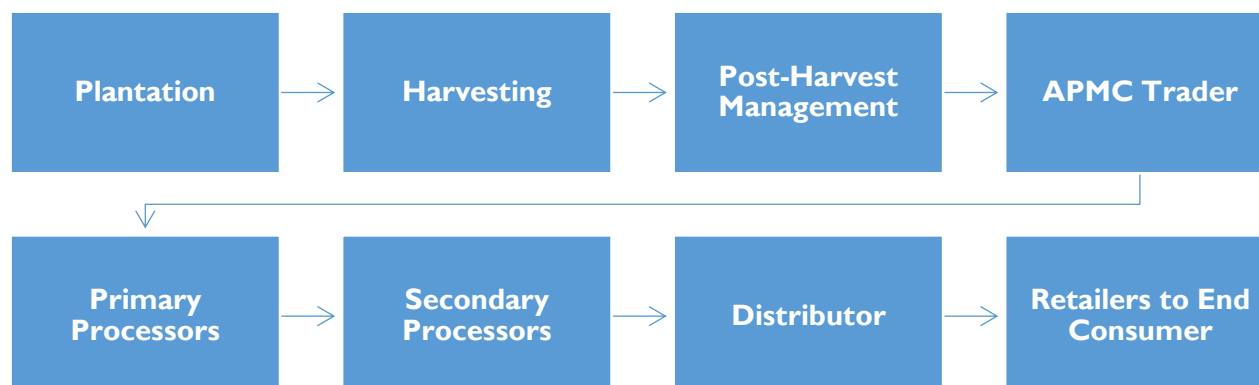 Plantation
Harvesting
Post-Harvest
Management
APMC Trader
Primary
Processors
Secondary
Processors
Distributor
Retailers to End
Consumer